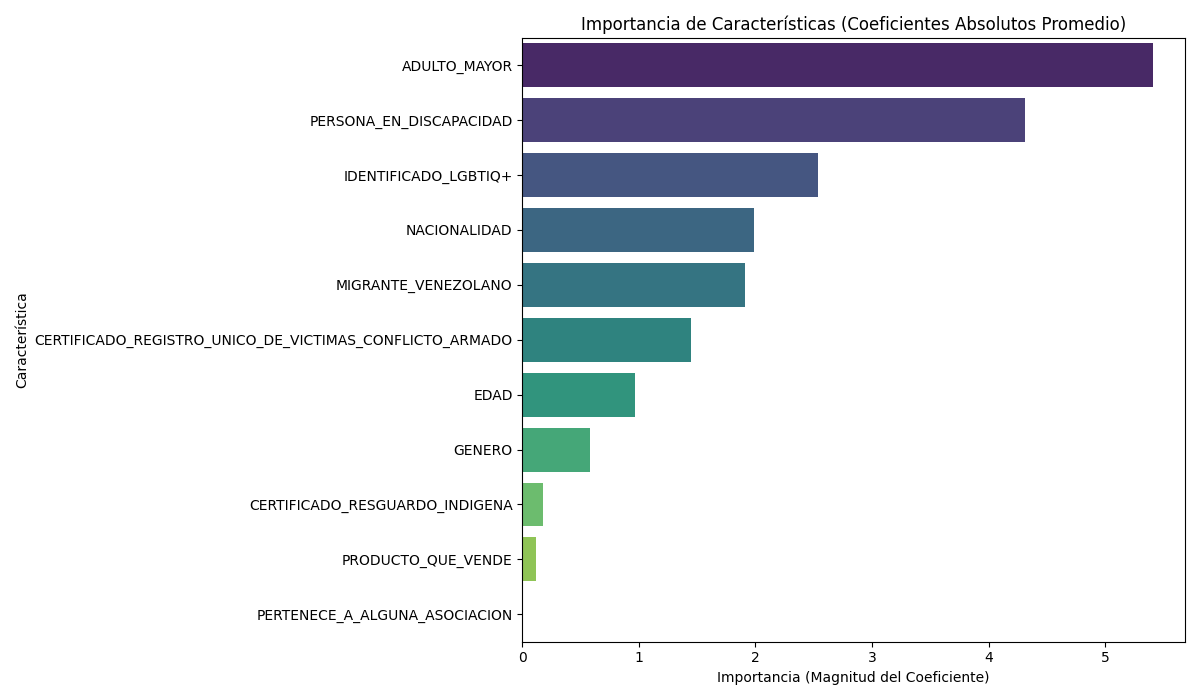 Importancia de Características (Coeficientes Absolutos Promedio)
Característica
ADULTO_MAYOR
PERSONA_EN_DISCAPACIDAD
IDENTIFICADO_LGBTIQ+
NACIONALIDAD
MIGRANTE_VENEZOLANO
CERTIFICADO_REGISTRO_UNICO_DE_VICTIMAS_CONFLICTO_ARMADO
EDAD
GENERO
CERTIFICADO_RESGUARDO_INDIGENA
PRODUCTO_QUE_VENDE
PERTENECE_A_ALGUNA_ASOCIACION
0 1 2 3 4 5
Importancia (Magnitud del Coeficiente)